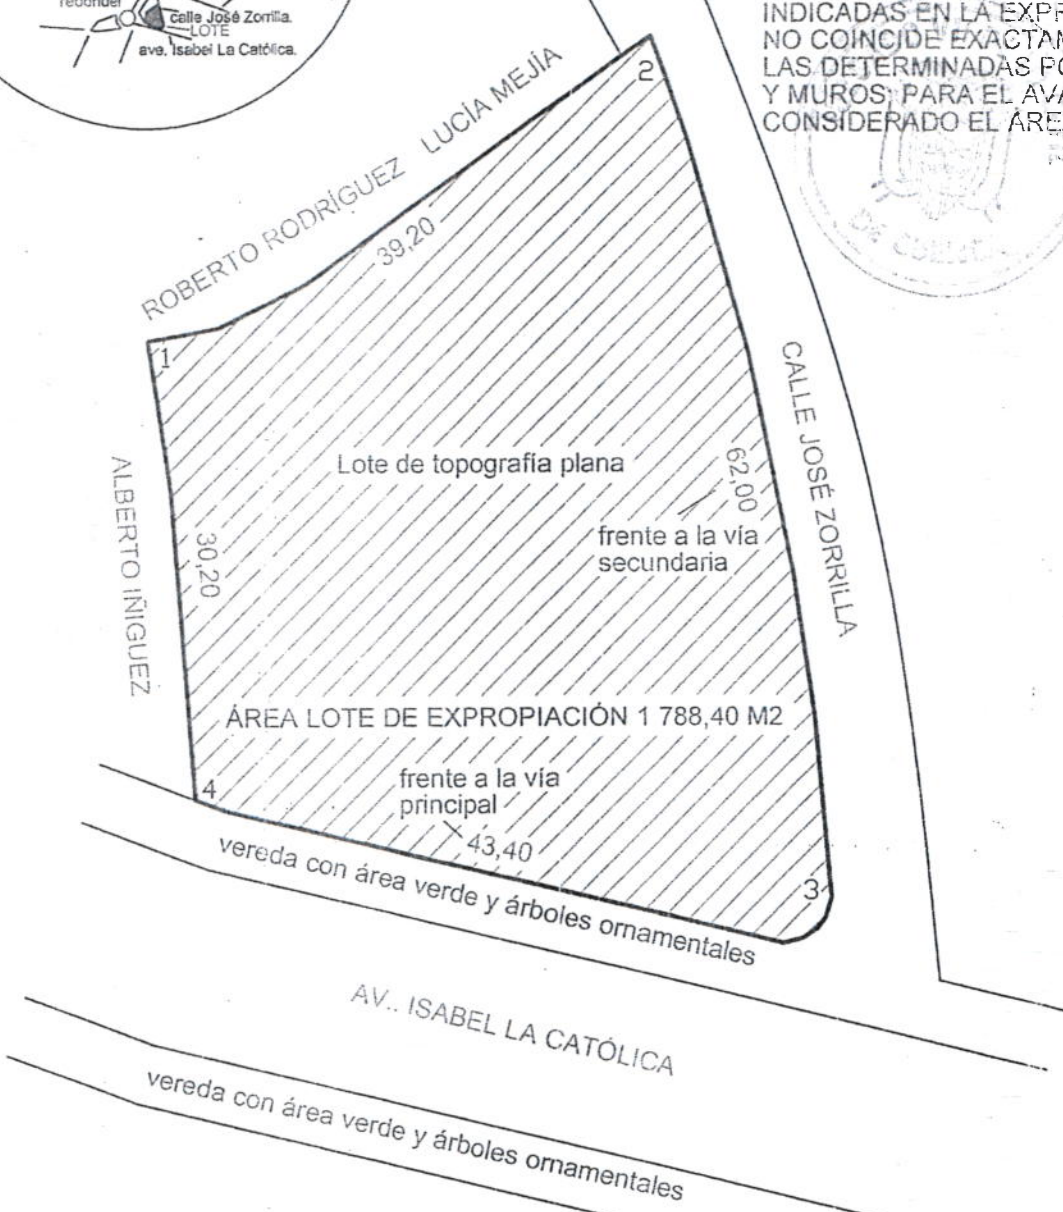 redondel
calle José Zorrilla.
LOTE
ave. Isabel La Católica.
INDICADAS EN LA EXPR
NO COINCIDE EXACTAM
LAS DETERMINADAS PO
Y MUROS; PARA EL AVA
CONSIDERADO EL ÁRE
2
ROBERTO RODRÍGUEZ LUCÍA MEJÍA
39,20
1
CALLE JOSÉ ZORRILLA
Lote de topografía plana
62,00
ALBERTO IÑIGUEZ
30,20
frente a la vía
secundaria
ÁREA LOTE DE EXPROPIACIÓN 1 788,40 M2
4
frente a la vía
principal
43,40
3
vereda con área verde y árboles ornamentales
AV.. ISABEL LA CATÓLICA
vereda con área verde y árboles ornamentales